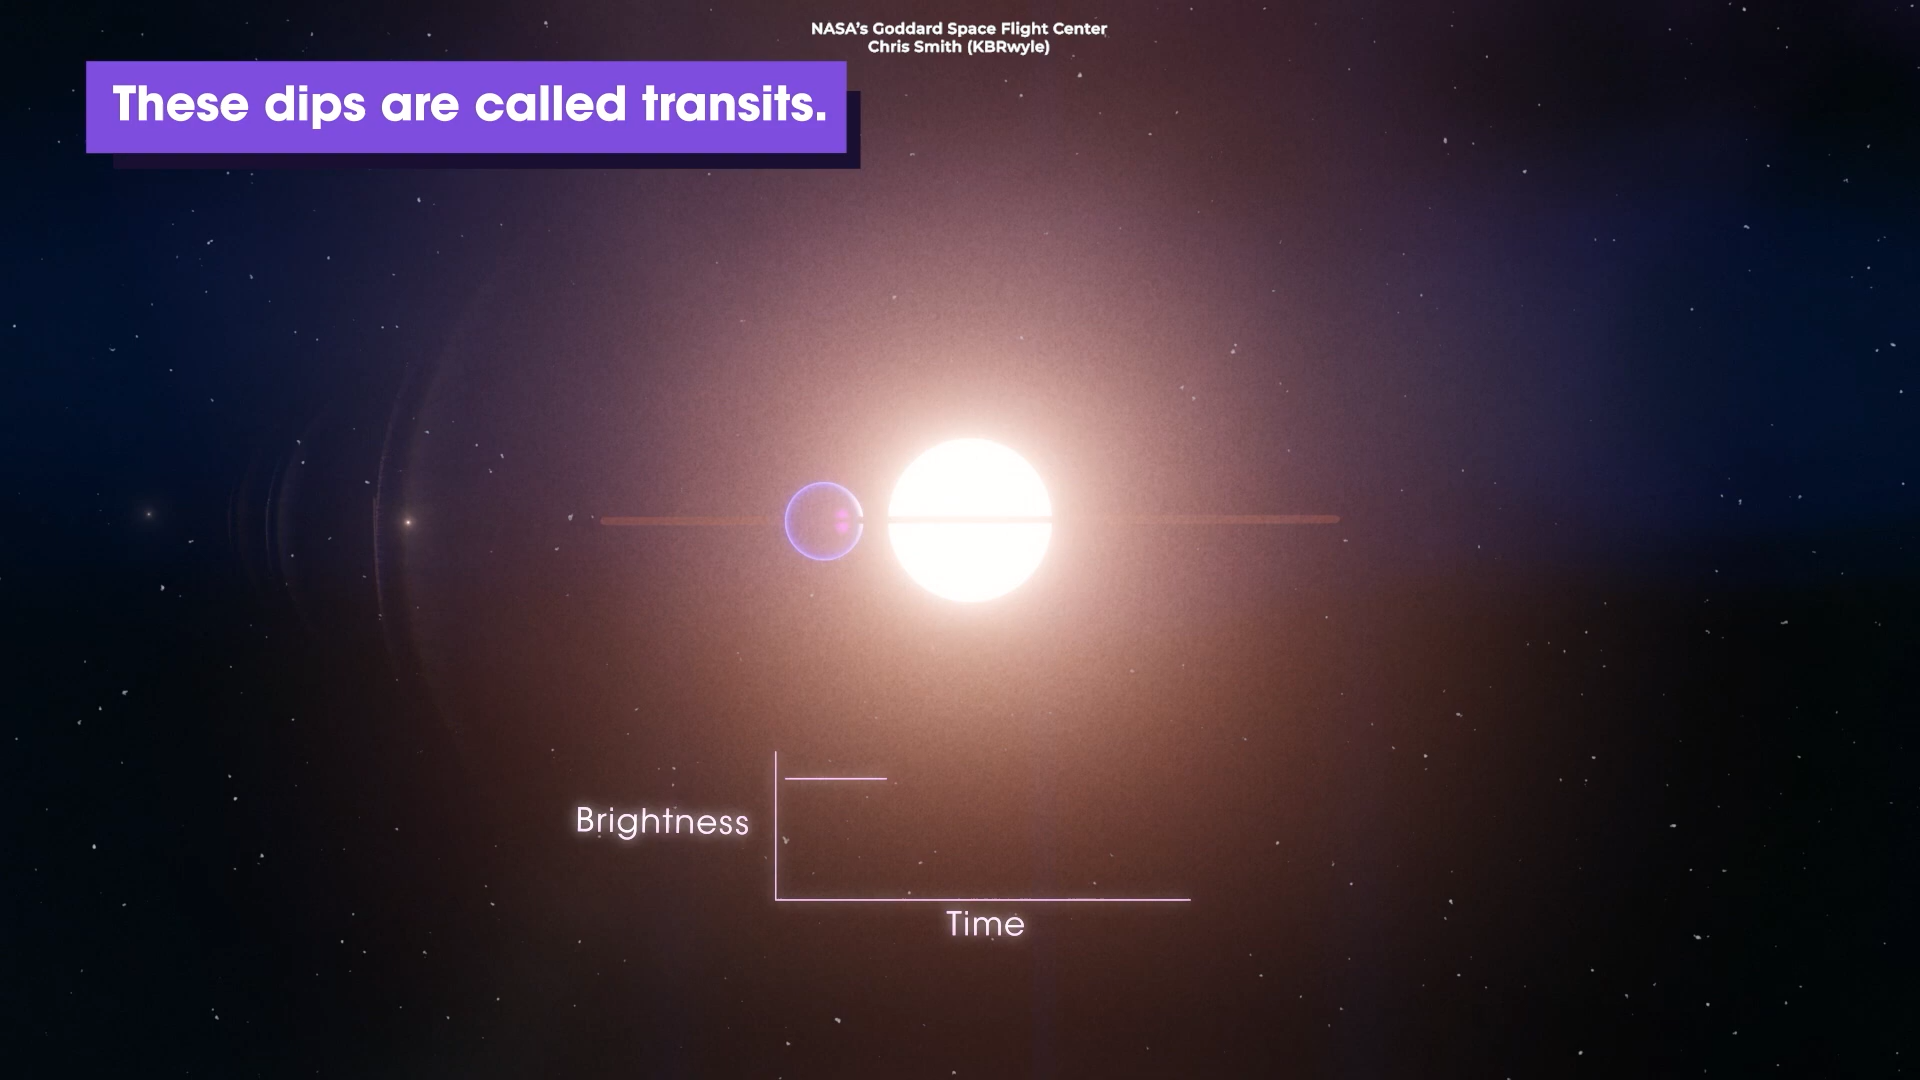 NASA’s Goddard Space Flight Center
Chris Smith (KBRwyle)
These dips are called transits.
Brightness
Time